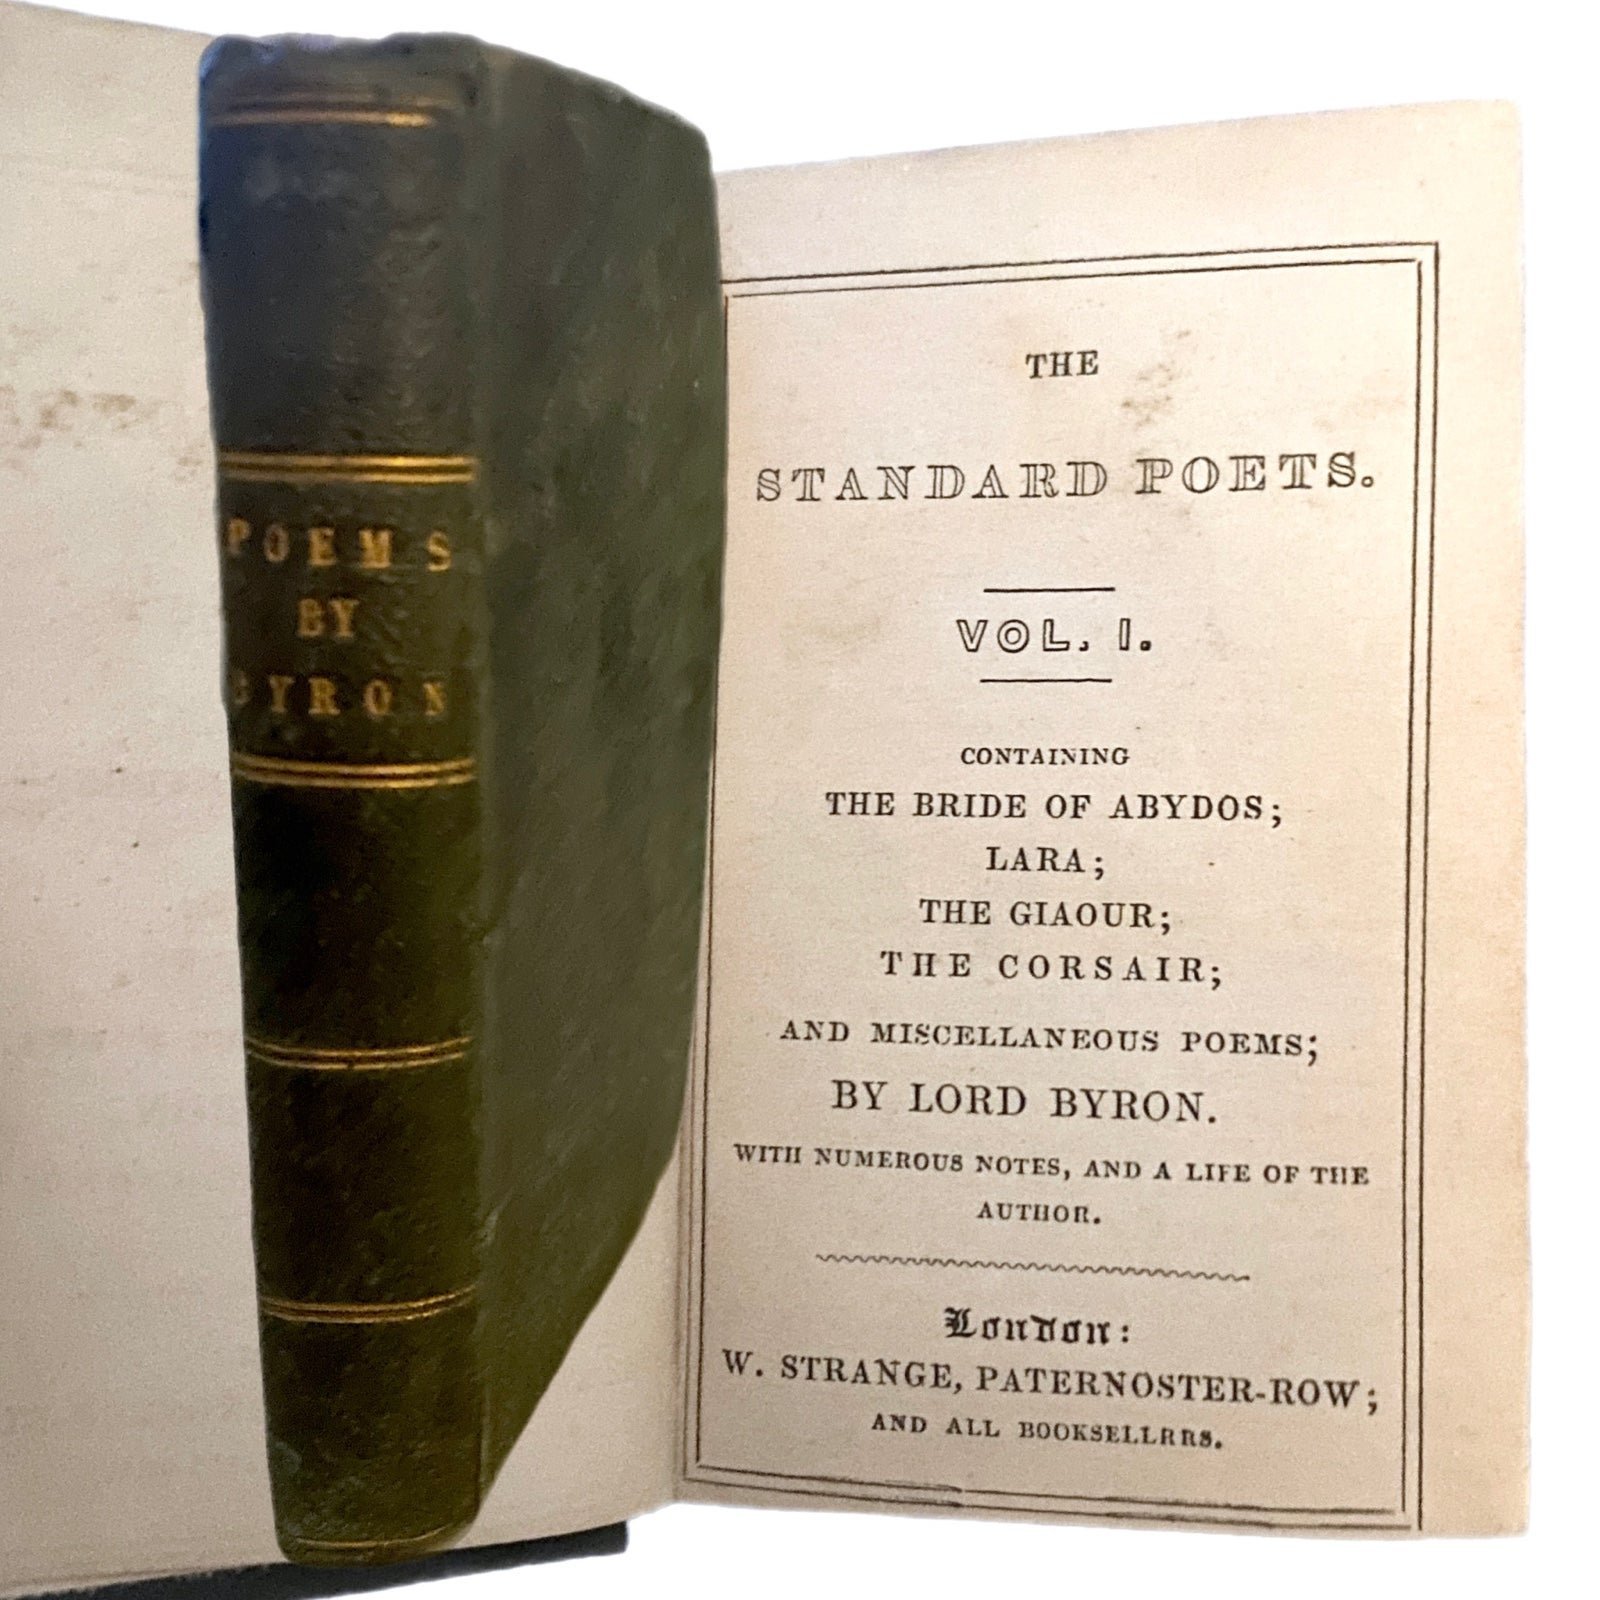 POEMS
BY
BYRON
THE
STANDARD POETS.
VOL. I.
CONTAINING
THE BRIDE OF ABYDOS;
LARA;
THE GIAOUR;
THE CORSAIR;
AND MISCELLANEOUS POEMS;
BY LORD BYRON.
WITH NUMEROUS NOTES, AND A LIFE OF THE
AUTHOR.
London:
W. STRANGE, PATERNOSTER-ROW;
AND ALL BOOKSELLERS.